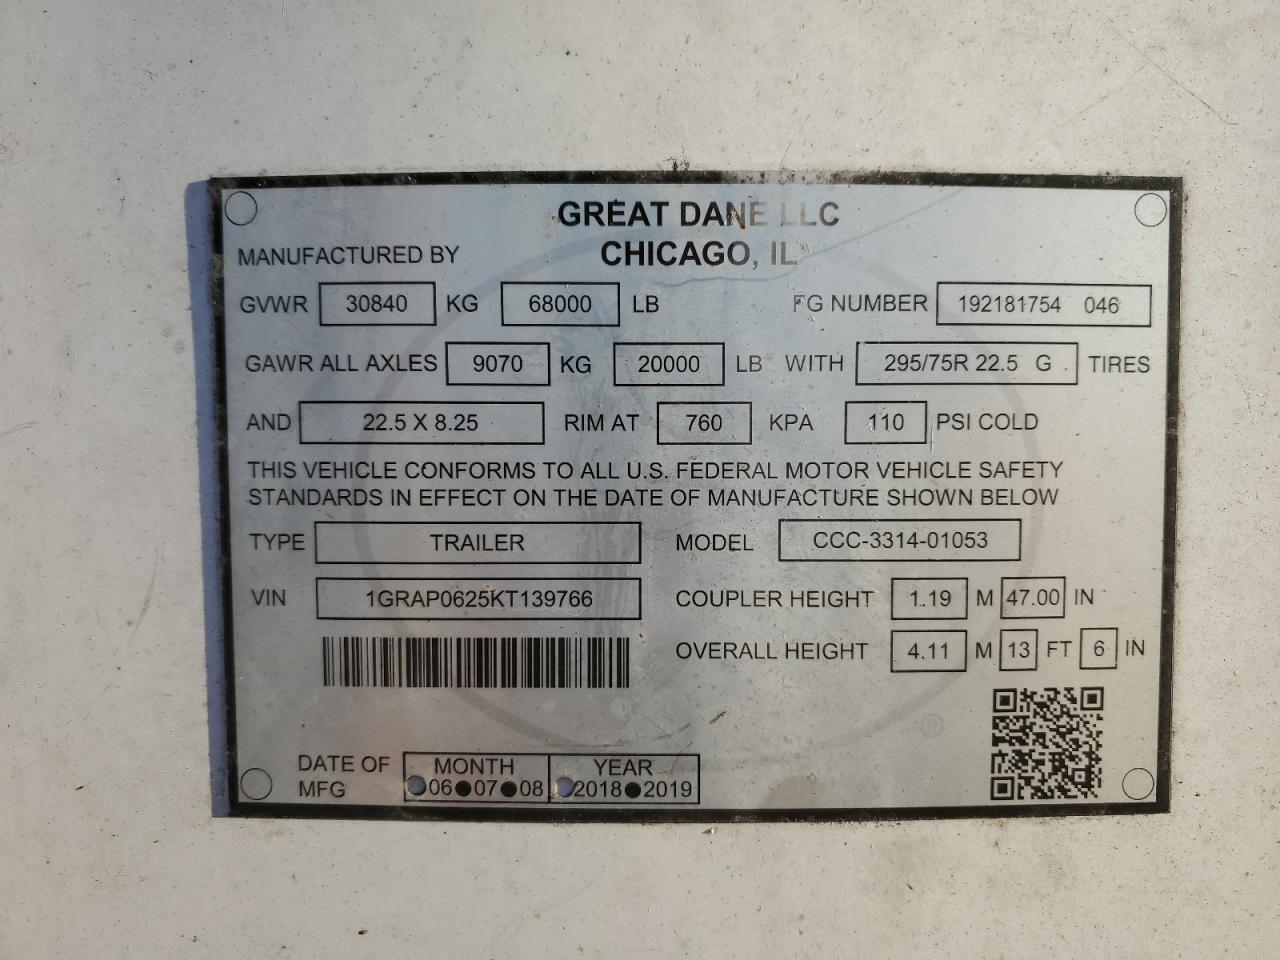 GREAT DANE LLC
MANUFACTURED BY CHICAGO, IL
GVWR 30840 KG 68000 LB FG NUMBER 192181754 046
GAWR ALL AXLES 9070 KG 20000 LB WITH 295/75R 22.5 G TIRES
AND 22.5 X 8.25 RIM AT 760 KPA 110 PSI COLD
THIS VEHICLE CONFORMS TO ALL U.S. FEDERAL MOTOR VEHICLE SAFETY
STANDARDS IN EFFECT ON THE DATE OF MANUFACTURE SHOWN BELOW
TYPE TRAILER MODEL CCC-3314-01053
VIN 1GRAP0625KT139766 COUPLER HEIGHT 1.19 M 47.00 IN
OVERALL HEIGHT 4.11 M 13 FT 6 IN
®
DATE OF MONTH YEAR
MFG 06 07 08 2018 2019